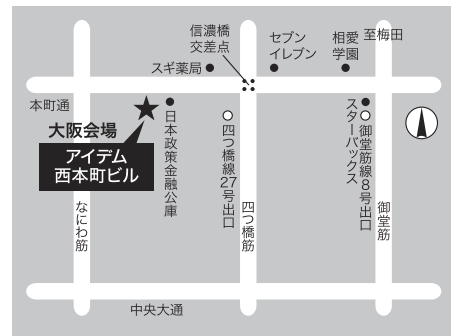 信濃橋
交差点
セブン
イレブン
相愛
学園
至梅田
スギ薬局
本町通
大阪会場
アイデム
西本町ビル
日本政策金融公庫
四つ橋線27号出口
スターバックス
御堂筋線8号出口
なにわ筋
四つ橋筋
御堂筋
中央大通